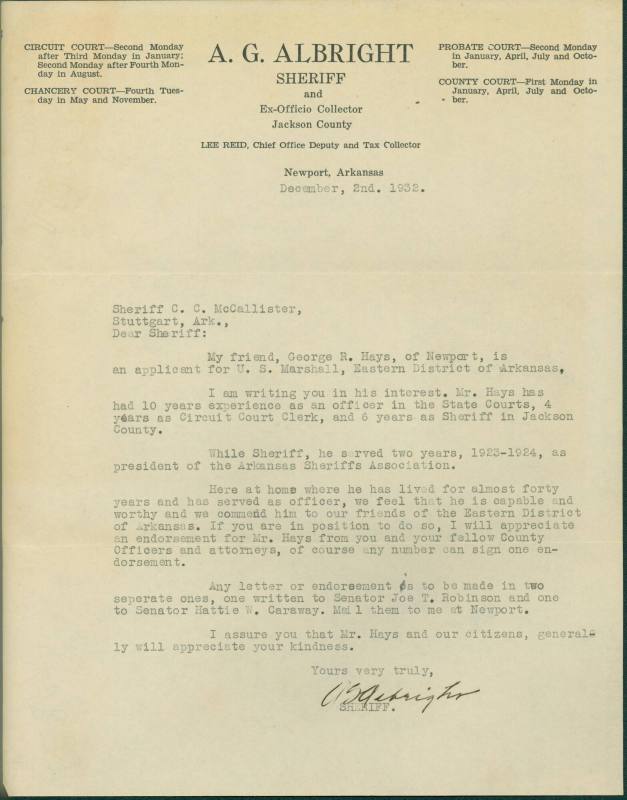 CIRCUIT COURT—Second Monday
after Third Monday in January;
Second Monday after Fourth Mon-
day in August.
CHANCERY COURT—Fourth Tues-
day in May and November.
A. G. ALBRIGHT
SHERIFF
and
Ex-Officio Collector
Jackson County
LEE REID, Chief Office Deputy and Tax Collector
PROBATE COURT—Second Monday
in January, April, July and Octo-
ber.
COUNTY COURT—First Monday in
January, April, July and Octo-
ber.
Newport, Arkansas
December, 2nd. 1932.
Sheriff C. C. McCallister,
Stuttgart, Ark.,
Dear Sheriff:
My friend, George R. Hays, of Newport, is
an applicant for U. S. Marshall, Eastern District of Arkansas,
I am writing you in his interest. Mr. Hays has
had 10 years experience as an officer in the State Courts, 4
years as Circuit Court Clerk, and 6 years as Sheriff in Jackson
County.
While Sheriff, he served two years, 1923-1924, as
president of the Arkansas Sheriffs Association.
Here at home where he has lived for almost forty
years and has served as officer, we feel that he is capable and
worthy and we commend him to our friends of the Eastern District
of Arkansas. If you are in position to do so, I will appreciate
an endorsement for Mr. Hays from you and your fellow County
Officers and attorneys, of course any number can sign one en-
dorsement.
Any letter or endorsement is to be made in two
seperate ones, one written to Senator Joe T. Robinson and one
to Senator Hattie W. Caraway. Mail them to me at Newport.
I assure you that Mr. Hays and our citizens, general-
ly will appreciate your kindness.
Yours very truly,
A G Albright
SHERIFF.